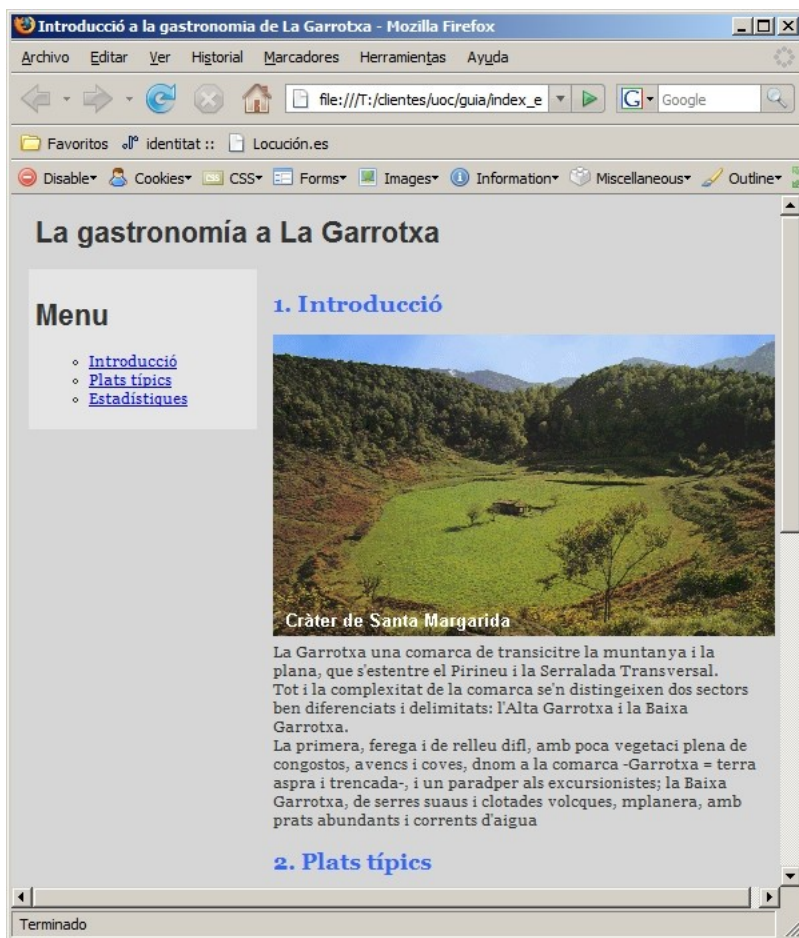 Introducció a la gastronomia de La Garrotxa - Mozilla Firefox
Archivo Editar Ver Historial Marcadores Herramientas Ayuda
file:///T:/clientes/uoc/guia/index_e G Google
Favoritos identitat :: Locución.es
Disable Cookies CSS Forms Images Information Miscellaneous Outline
La gastronomía a La Garrotxa
Menu
Introducció
Plats típics
Estadístiques
1. Introducció
Cràter de Santa Margarida
La Garrotxa una comarca de transicitre la muntanya i la
plana, que s'estentre el Pirineu i la Serralada Transversal.
Tot i la complexitat de la comarca se'n distingeixen dos sectors
ben diferenciats i delimitats: l'Alta Garrotxa i la Baixa
Garrotxa.
La primera, ferega i de relleu difl, amb poca vegetaci plena de
congostos, avencs i coves, dnom a la comarca -Garrotxa = terra
aspra i trencada-, i un paradper als excursionistes; la Baixa
Garrotxa, de serres suaus i clotades volcques, mplanera, amb
prats abundants i corrents d'aigua
2. Plats típics
Terminado